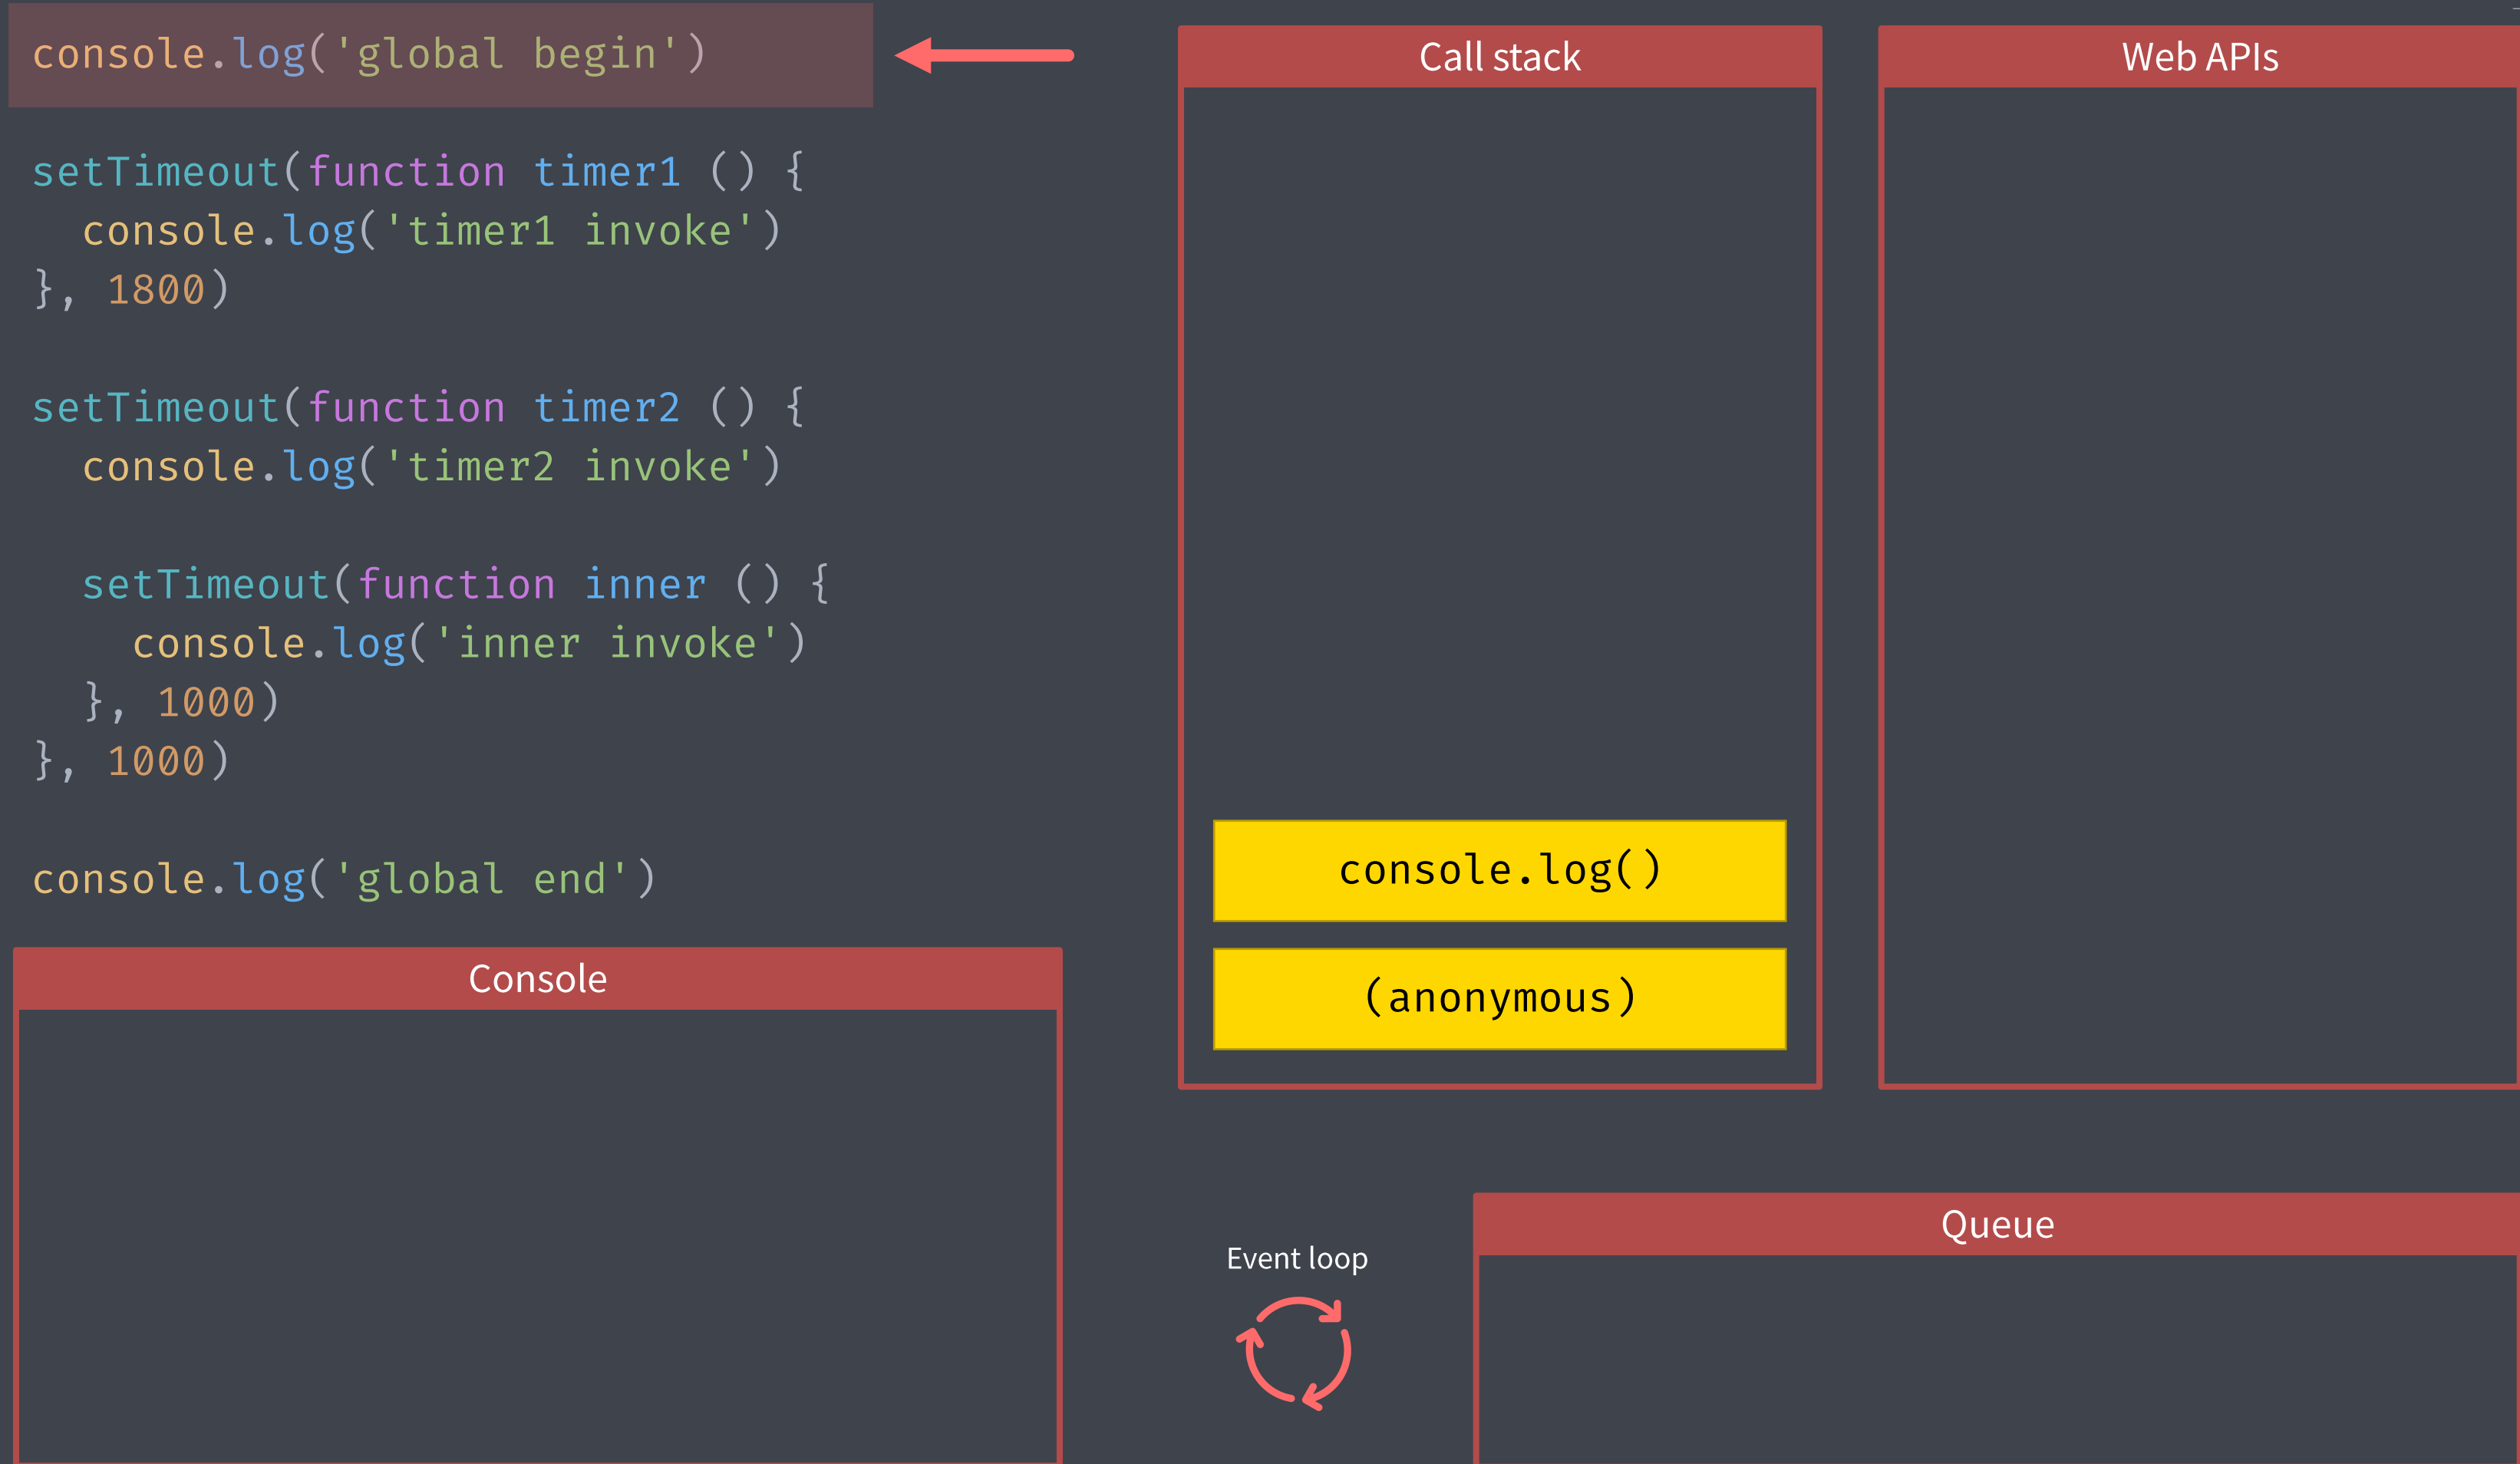 console.log('global begin')
setTimeout(function timer1 () {
  console.log('timer1 invoke')
}, 1800)
setTimeout(function timer2 () {
  console.log('timer2 invoke')
  setTimeout(function inner () {
    console.log('inner invoke')
  }, 1000)
}, 1000)
console.log('global end')
Console
Call stack
console.log()
(anonymous)
Web APIs
Event loop
Queue